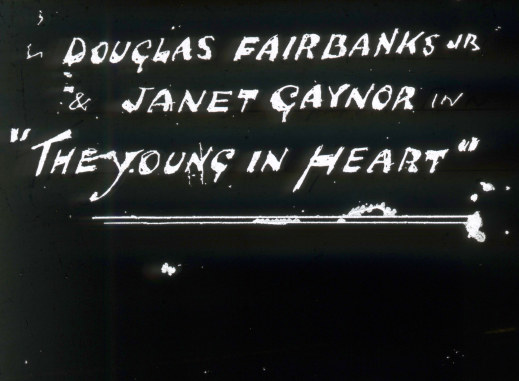 DOUGLAS FAIRBANKS JR
& JANET GAYNOR IN
"THE YOUNG IN HEART"